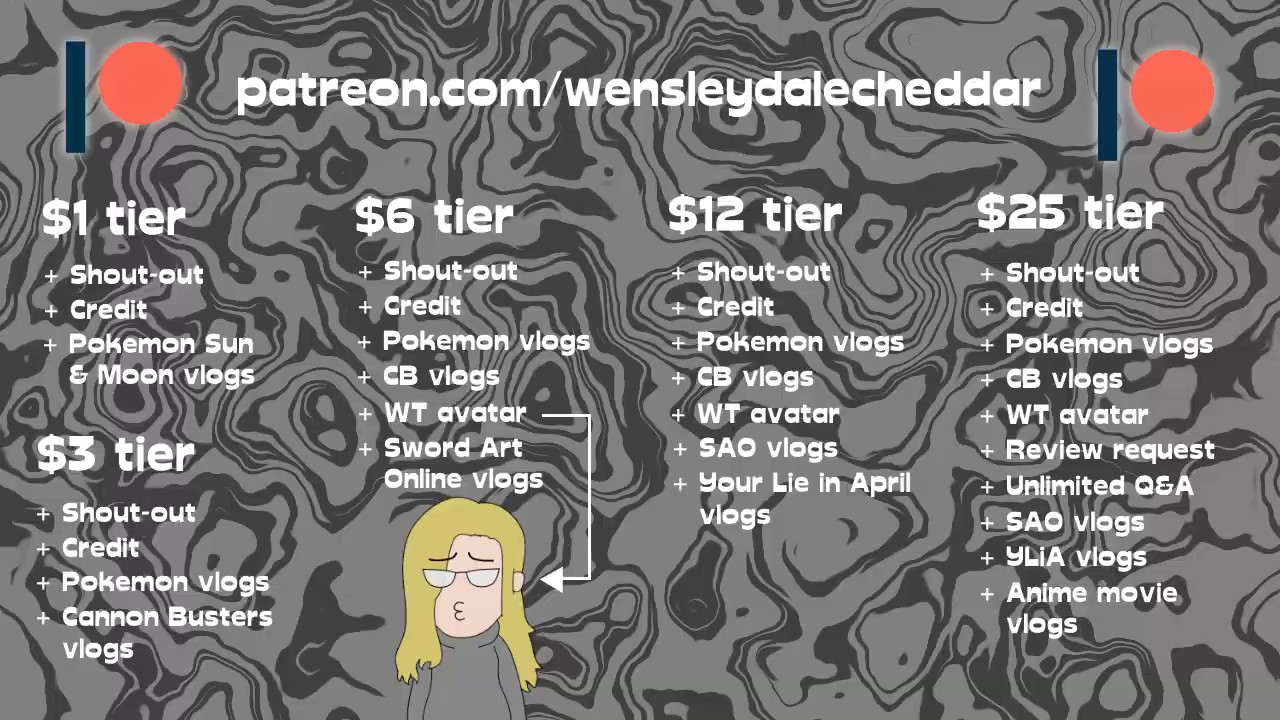 patreon.com/wensleydalecheddar
$1 tier
+ Shout-out
+ Credit
+ Pokemon Sun
& Moon vlogs
$3 tier
+ Shout-out
+ Credit
+ Pokemon vlogs
+ Cannon Busters
vlogs
$6 tier
+ Shout-out
+ Credit
+ Pokemon vlogs
+ CB vlogs
+ WT avatar
+ Sword Art
Online vlogs
$12 tier
+ Shout-out
+ Credit
+ Pokemon vlogs
+ CB vlogs
+ WT avatar
+ SAO vlogs
+ Your Lie in April
vlogs
$25 tier
+ Shout-out
+ Credit
+ Pokemon vlogs
+ CB vlogs
+ WT avatar
+ Review request
+ Unlimited Q&A
+ SAO vlogs
+ YLiA vlogs
+ Anime movie
vlogs